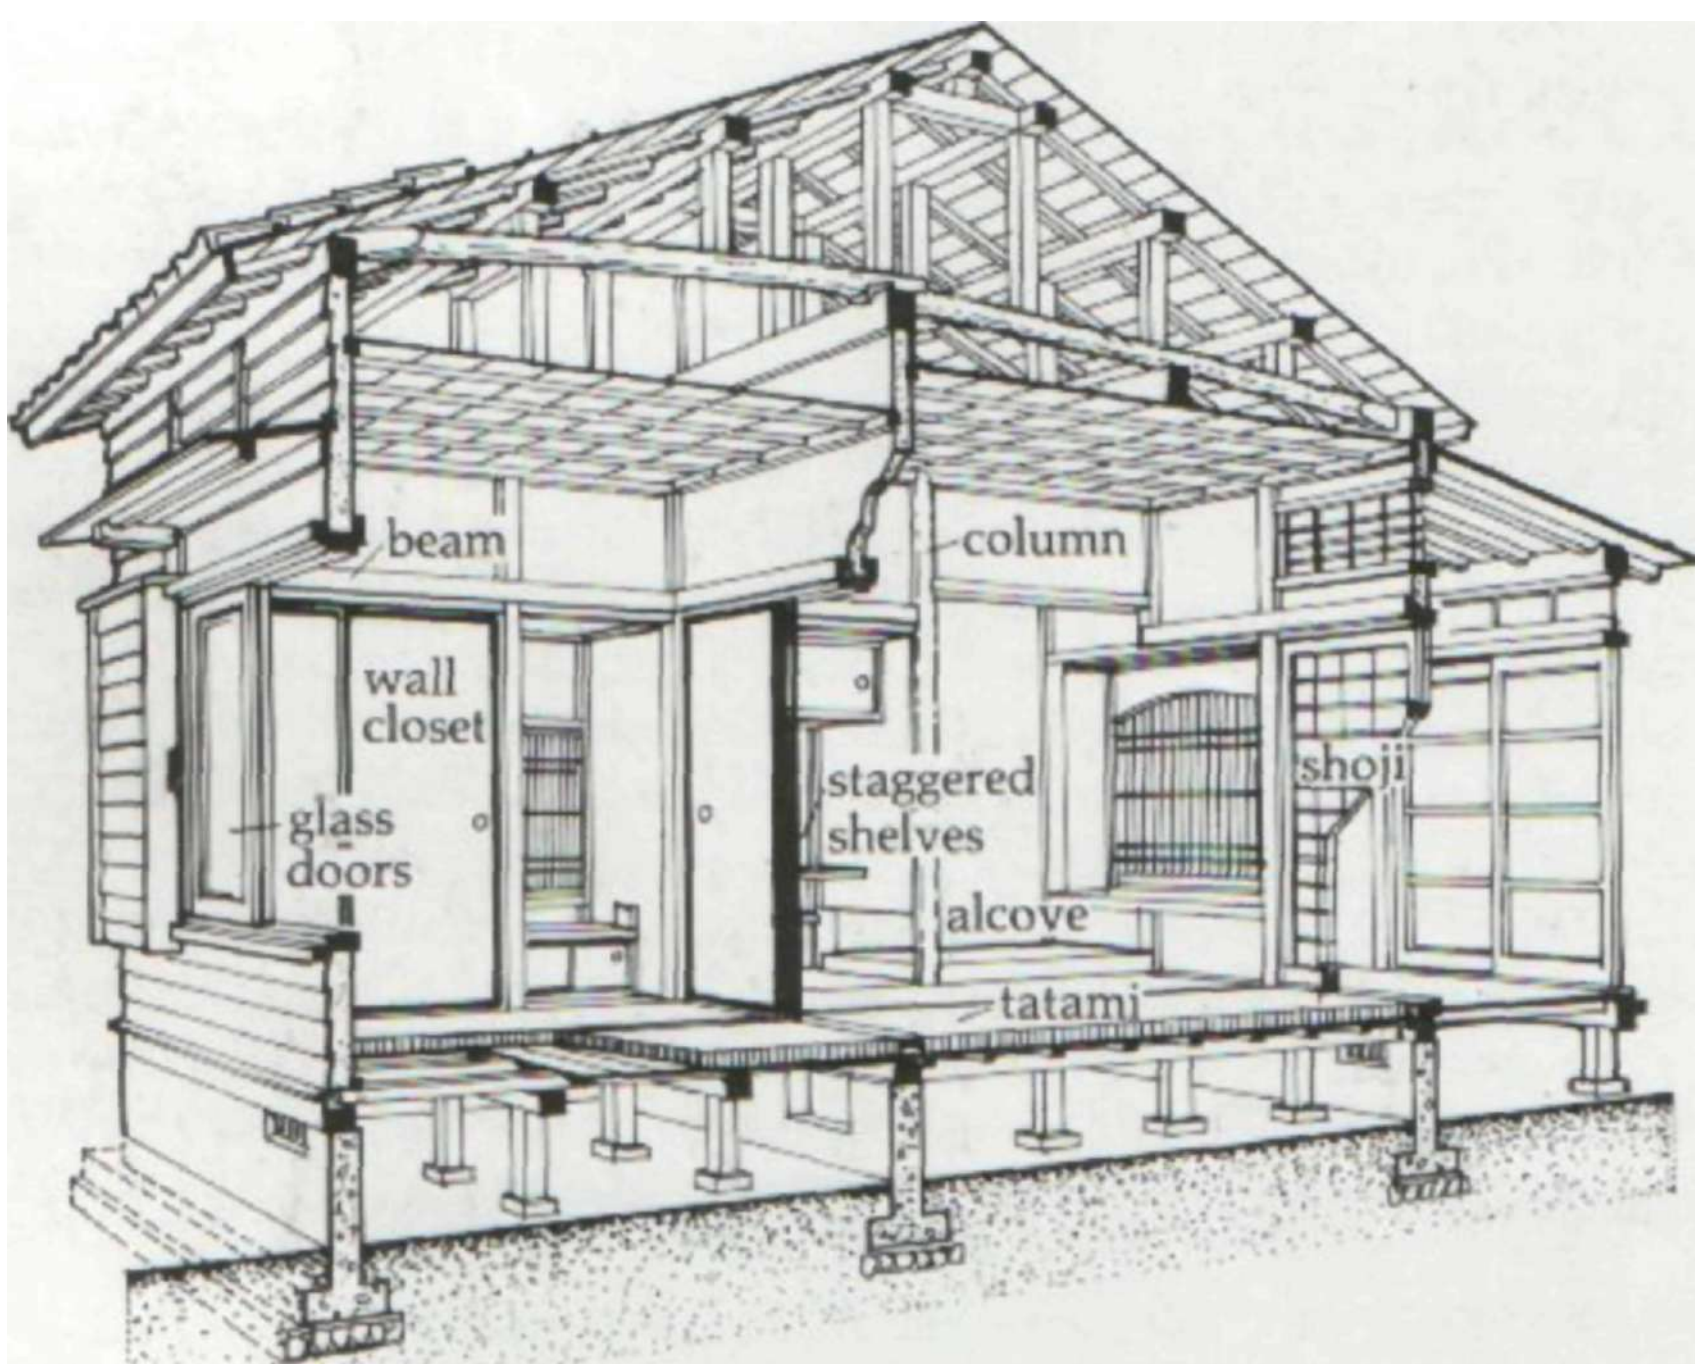 beam
column
wall
closet
staggered
shelves
shoji
glass
doors
alcove
tatami